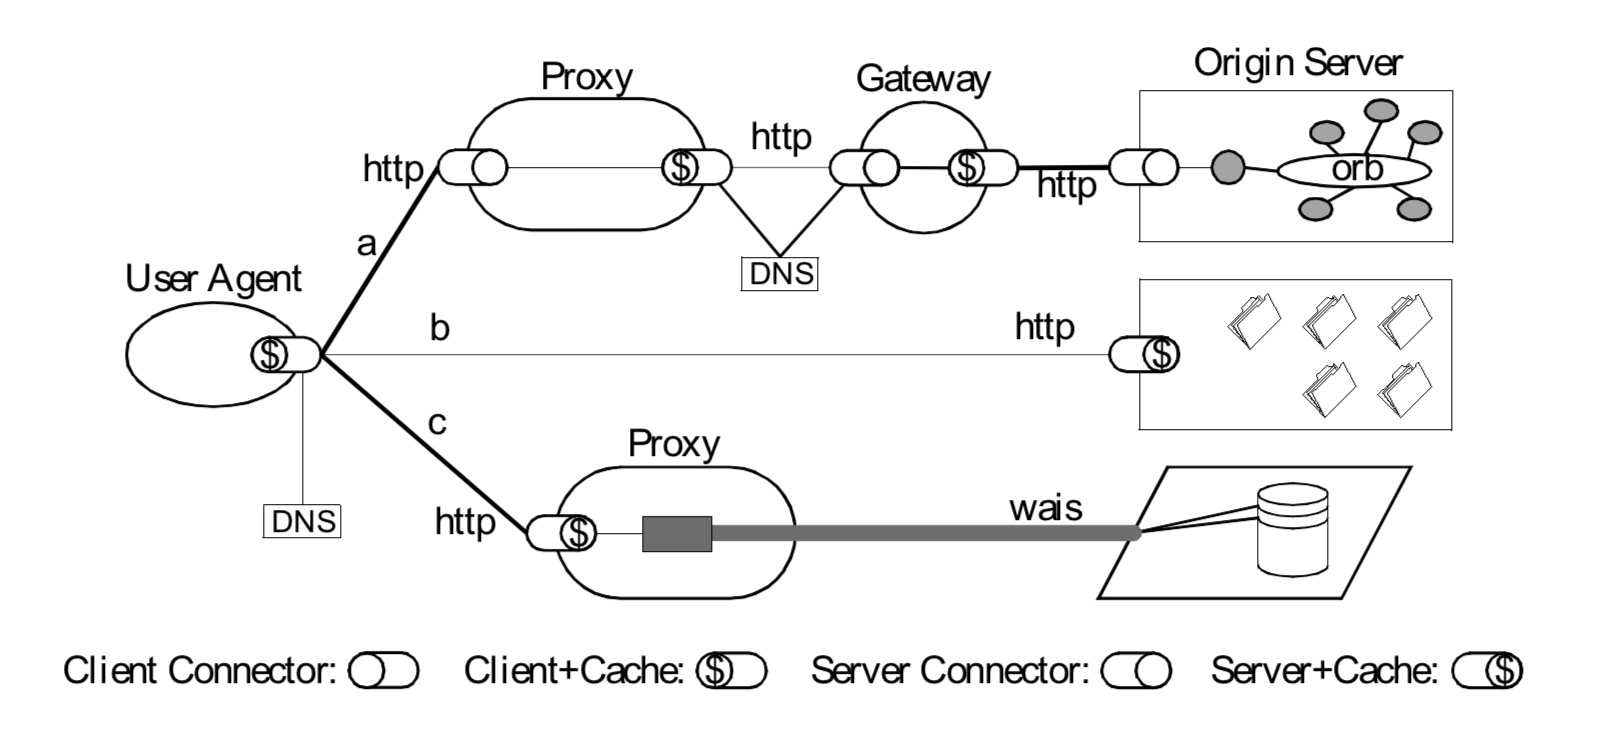 Proxy
Gateway
Origin Server
http
http
http
orb
$
$
a
DNS
User Agent
$
b
http
$
c
Proxy
DNS
http
$
wais
Client Connector:
Client+Cache: $
Server Connector:
Server+Cache: $